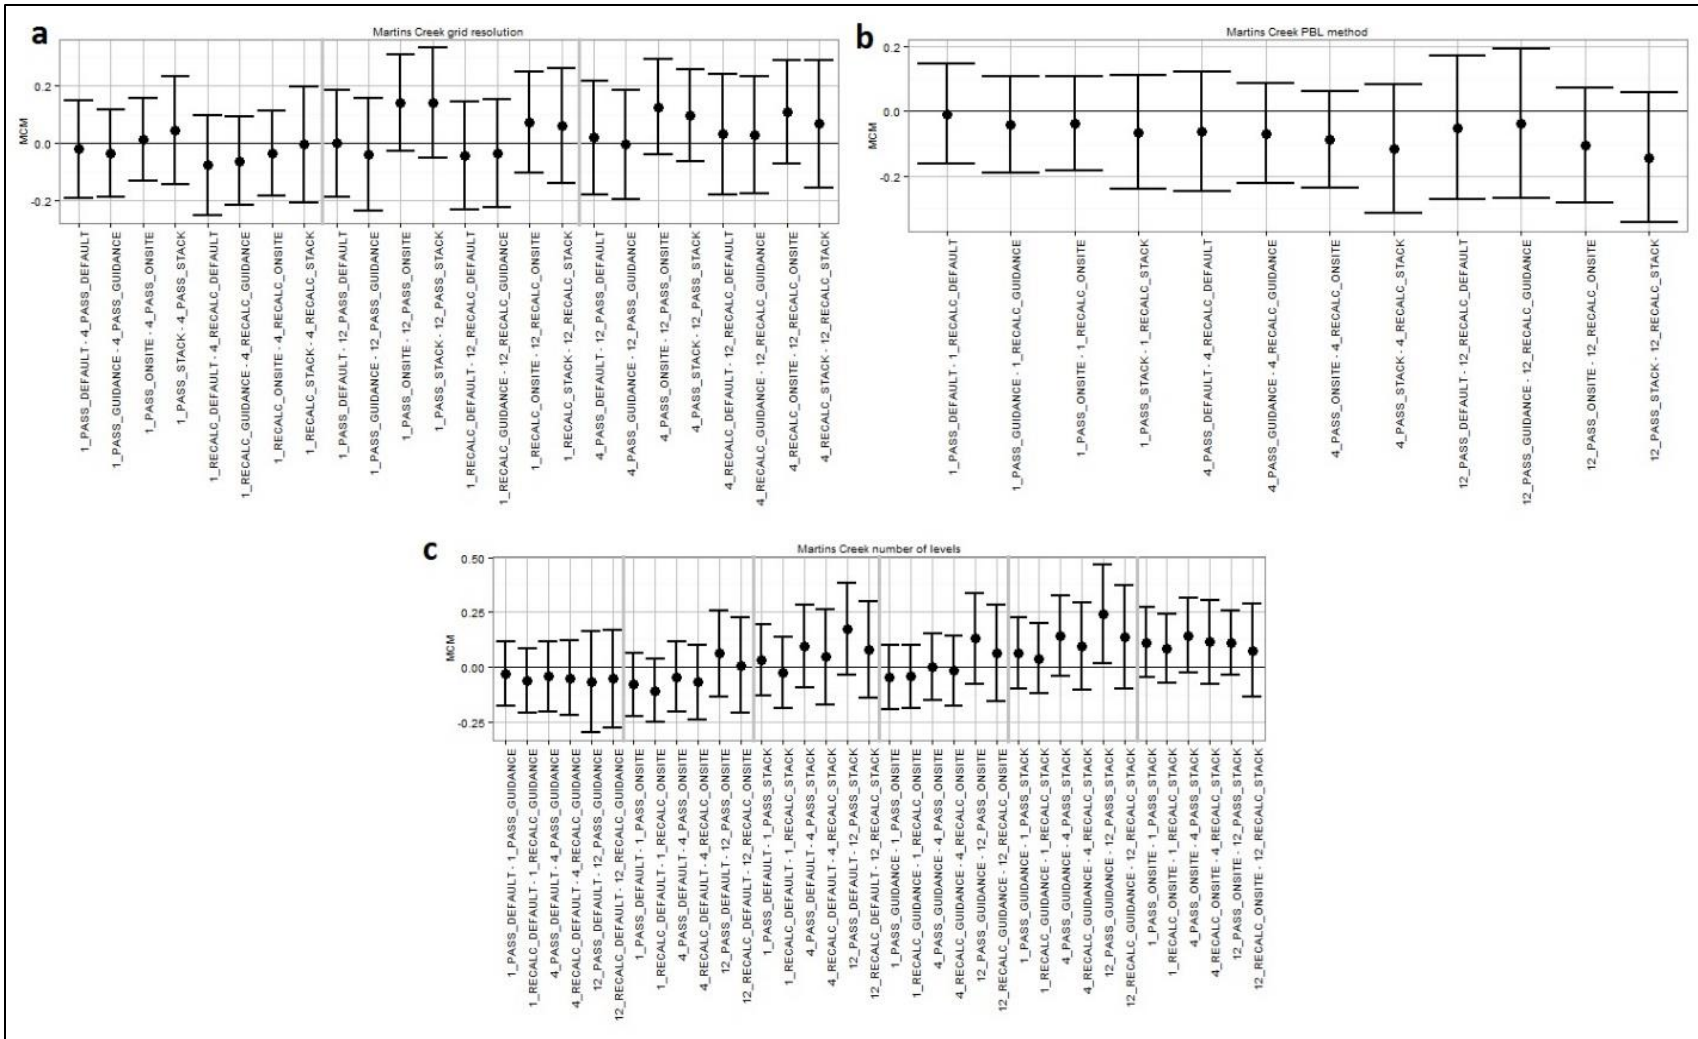 a
Martins Creek grid resolution
MCM
0.2
0.0
-0.2
1_PASS_DEFAULT - 4_PASS_DEFAULT
1_PASS_GUIDANCE - 4_PASS_GUIDANCE
1_PASS_ONSITE - 4_PASS_ONSITE
1_PASS_STACK - 4_PASS_STACK
1_RECALC_DEFAULT - 4_RECALC_DEFAULT
1_RECALC_GUIDANCE - 4_RECALC_GUIDANCE
1_RECALC_ONSITE - 4_RECALC_ONSITE
1_RECALC_STACK - 4_RECALC_STACK
1_PASS_DEFAULT - 12_PASS_DEFAULT
1_PASS_GUIDANCE - 12_PASS_GUIDANCE
1_PASS_ONSITE - 12_PASS_ONSITE
1_PASS_STACK - 12_PASS_STACK
1_RECALC_DEFAULT - 12_RECALC_DEFAULT
1_RECALC_GUIDANCE - 12_RECALC_GUIDANCE
1_RECALC_ONSITE - 12_RECALC_ONSITE
1_RECALC_STACK - 12_RECALC_STACK
4_PASS_DEFAULT - 12_PASS_DEFAULT
4_PASS_GUIDANCE - 12_PASS_GUIDANCE
4_PASS_ONSITE - 12_PASS_ONSITE
4_PASS_STACK - 12_PASS_STACK
4_RECALC_DEFAULT - 12_RECALC_DEFAULT
4_RECALC_GUIDANCE - 12_RECALC_GUIDANCE
4_RECALC_ONSITE - 12_RECALC_ONSITE
4_RECALC_STACK - 12_RECALC_STACK
b
Martins Creek PBL method
MCM
0.2
0.0
-0.2
1_PASS_DEFAULT - 1_RECALC_DEFAULT
1_PASS_GUIDANCE - 1_RECALC_GUIDANCE
1_PASS_ONSITE - 1_RECALC_ONSITE
1_PASS_STACK - 1_RECALC_STACK
4_PASS_DEFAULT - 4_RECALC_DEFAULT
4_PASS_GUIDANCE - 4_RECALC_GUIDANCE
4_PASS_ONSITE - 4_RECALC_ONSITE
4_PASS_STACK - 4_RECALC_STACK
12_PASS_DEFAULT - 12_RECALC_DEFAULT
12_PASS_GUIDANCE - 12_RECALC_GUIDANCE
12_PASS_ONSITE - 12_RECALC_ONSITE
12_PASS_STACK - 12_RECALC_STACK
c
Martins Creek number of levels
MCM
0.50
0.25
0.00
-0.25
1_PASS_DEFAULT - 1_PASS_GUIDANCE
1_RECALC_DEFAULT - 1_RECALC_GUIDANCE
4_PASS_DEFAULT - 4_PASS_GUIDANCE
4_RECALC_DEFAULT - 4_RECALC_GUIDANCE
12_PASS_DEFAULT - 12_PASS_GUIDANCE
12_RECALC_DEFAULT - 12_RECALC_GUIDANCE
1_PASS_DEFAULT - 1_PASS_ONSITE
1_RECALC_DEFAULT - 1_RECALC_ONSITE
4_PASS_DEFAULT - 4_PASS_ONSITE
4_RECALC_DEFAULT - 4_RECALC_ONSITE
12_PASS_DEFAULT - 12_PASS_ONSITE
12_RECALC_DEFAULT - 12_RECALC_ONSITE
1_PASS_DEFAULT - 1_PASS_STACK
1_RECALC_DEFAULT - 1_RECALC_STACK
4_PASS_DEFAULT - 4_PASS_STACK
4_RECALC_DEFAULT - 4_RECALC_STACK
12_PASS_DEFAULT - 12_PASS_STACK
12_RECALC_DEFAULT - 12_RECALC_STACK
1_PASS_GUIDANCE - 1_PASS_ONSITE
1_RECALC_GUIDANCE - 1_RECALC_ONSITE
4_PASS_GUIDANCE - 4_PASS_ONSITE
4_RECALC_GUIDANCE - 4_RECALC_ONSITE
12_PASS_GUIDANCE - 12_PASS_ONSITE
12_RECALC_GUIDANCE - 12_RECALC_ONSITE
1_PASS_GUIDANCE - 1_PASS_STACK
1_RECALC_GUIDANCE - 1_RECALC_STACK
4_PASS_GUIDANCE - 4_PASS_STACK
4_RECALC_GUIDANCE - 4_RECALC_STACK
12_PASS_GUIDANCE - 12_PASS_STACK
12_RECALC_GUIDANCE - 12_RECALC_STACK
1_PASS_ONSITE - 1_PASS_STACK
1_RECALC_ONSITE - 1_RECALC_STACK
4_PASS_ONSITE - 4_PASS_STACK
4_RECALC_ONSITE - 4_RECALC_STACK
12_PASS_ONSITE - 12_PASS_STACK
12_RECALC_ONSITE - 12_RECALC_STACK